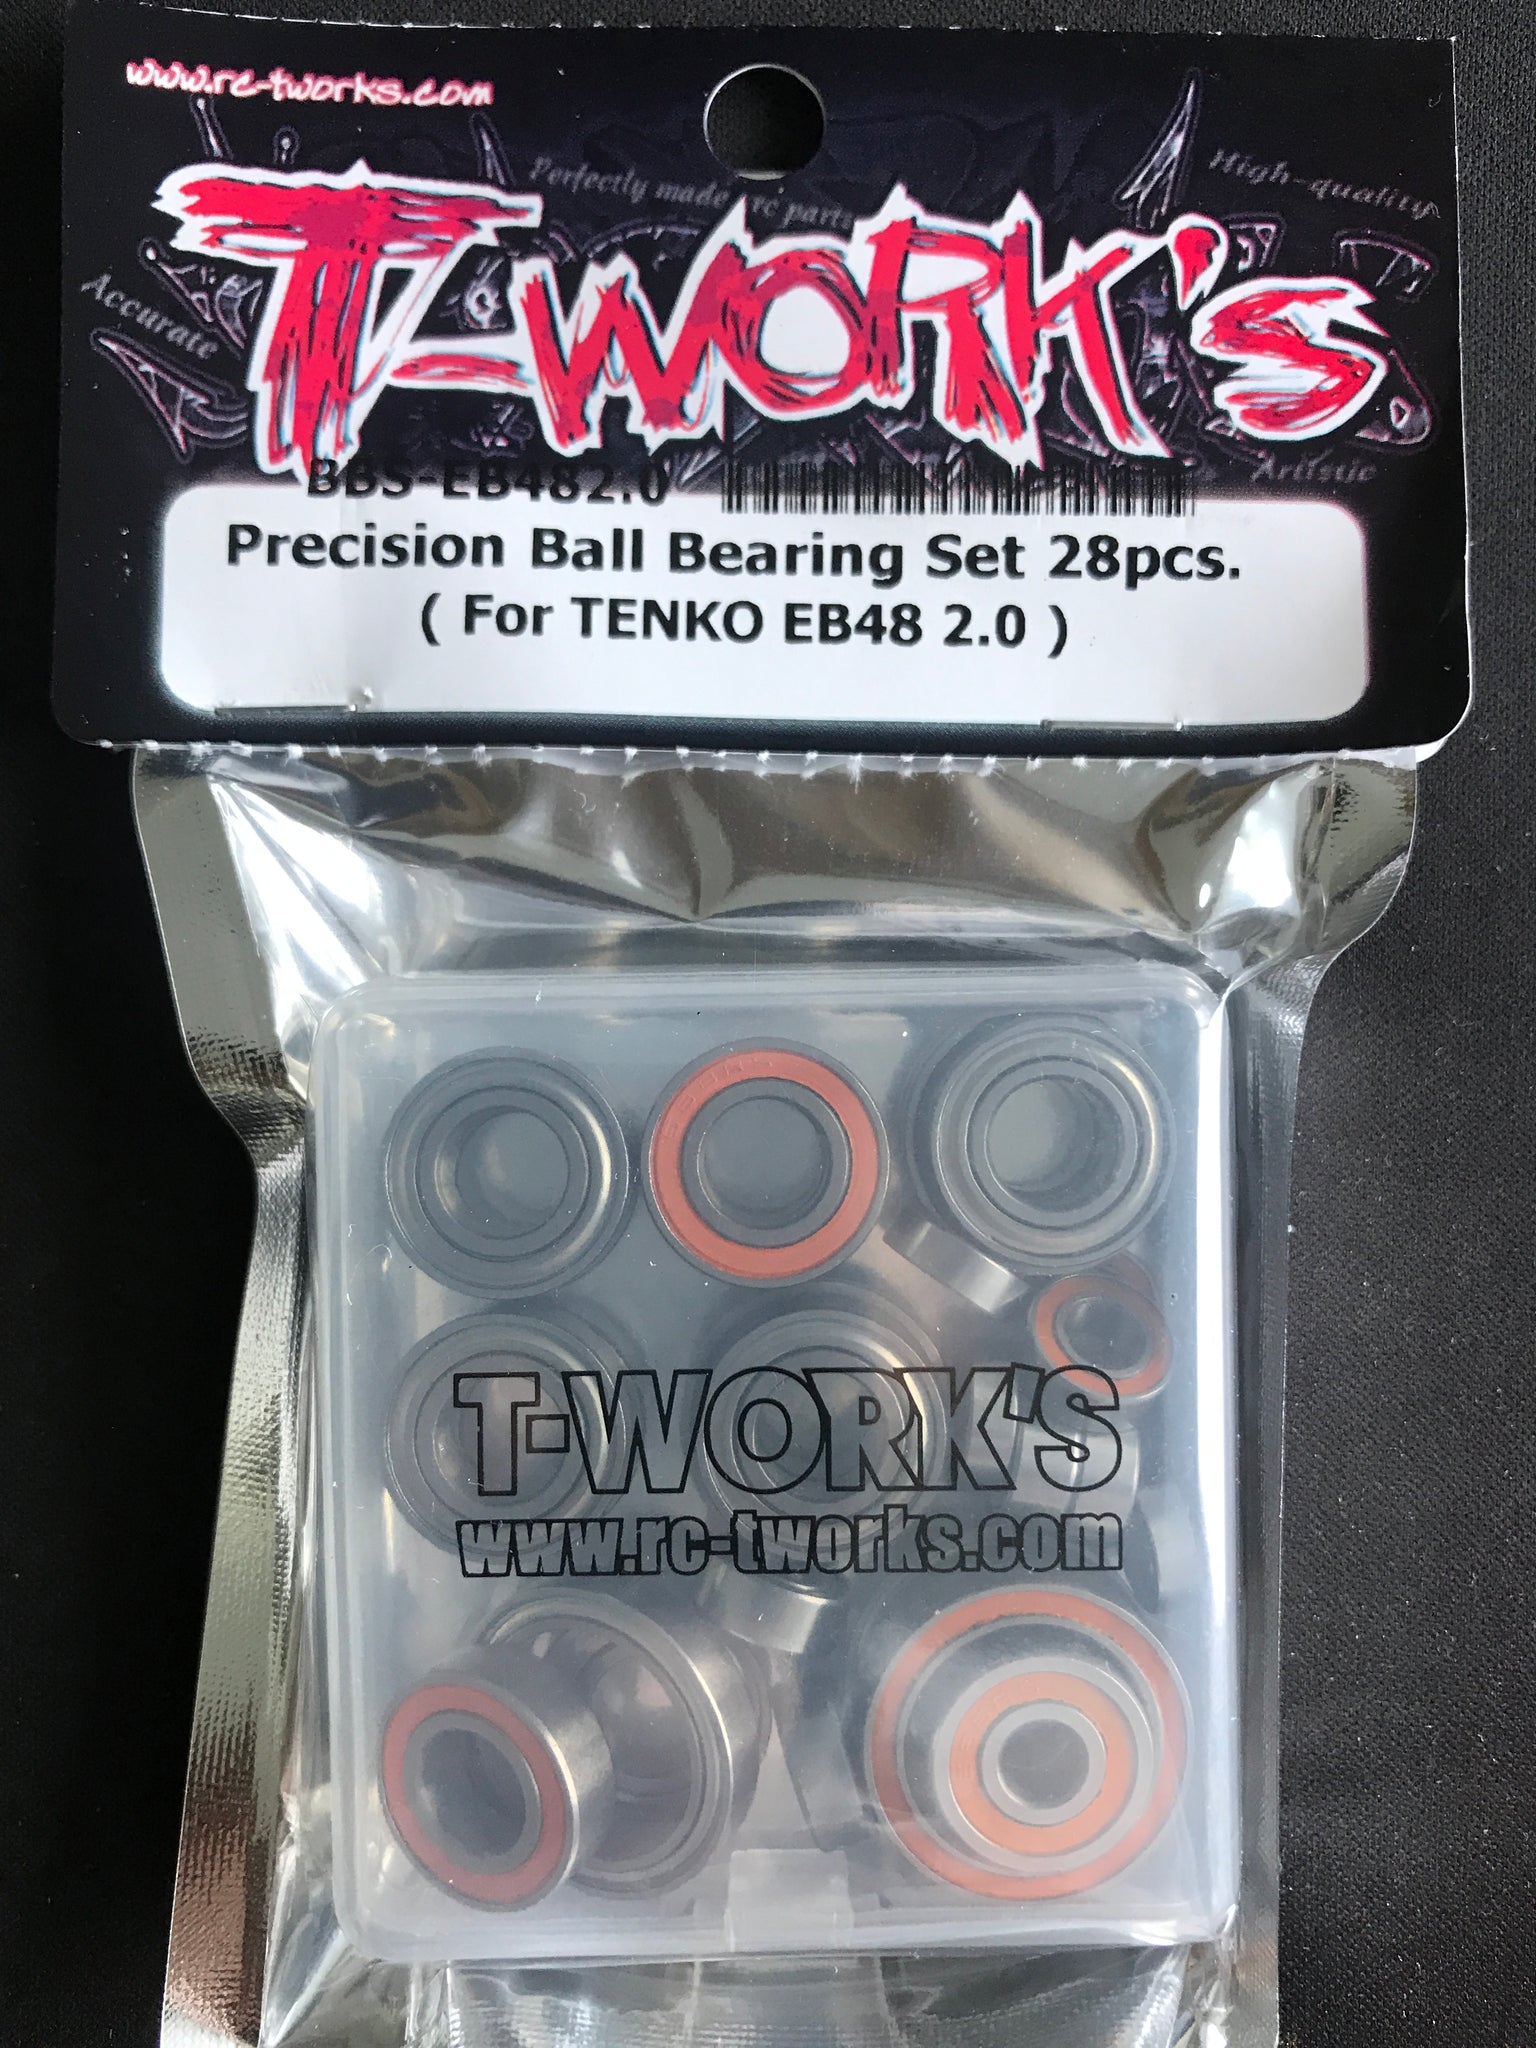 www.rc-tworks.com
Perfectly made rc parts
High-quality
T-WORK's
Accurate
Artistic
BBS-EB482.0
Precision Ball Bearing Set 28pcs.
( For TENKO EB48 2.0 )
T-WORK'S
www.rc-tworks.com